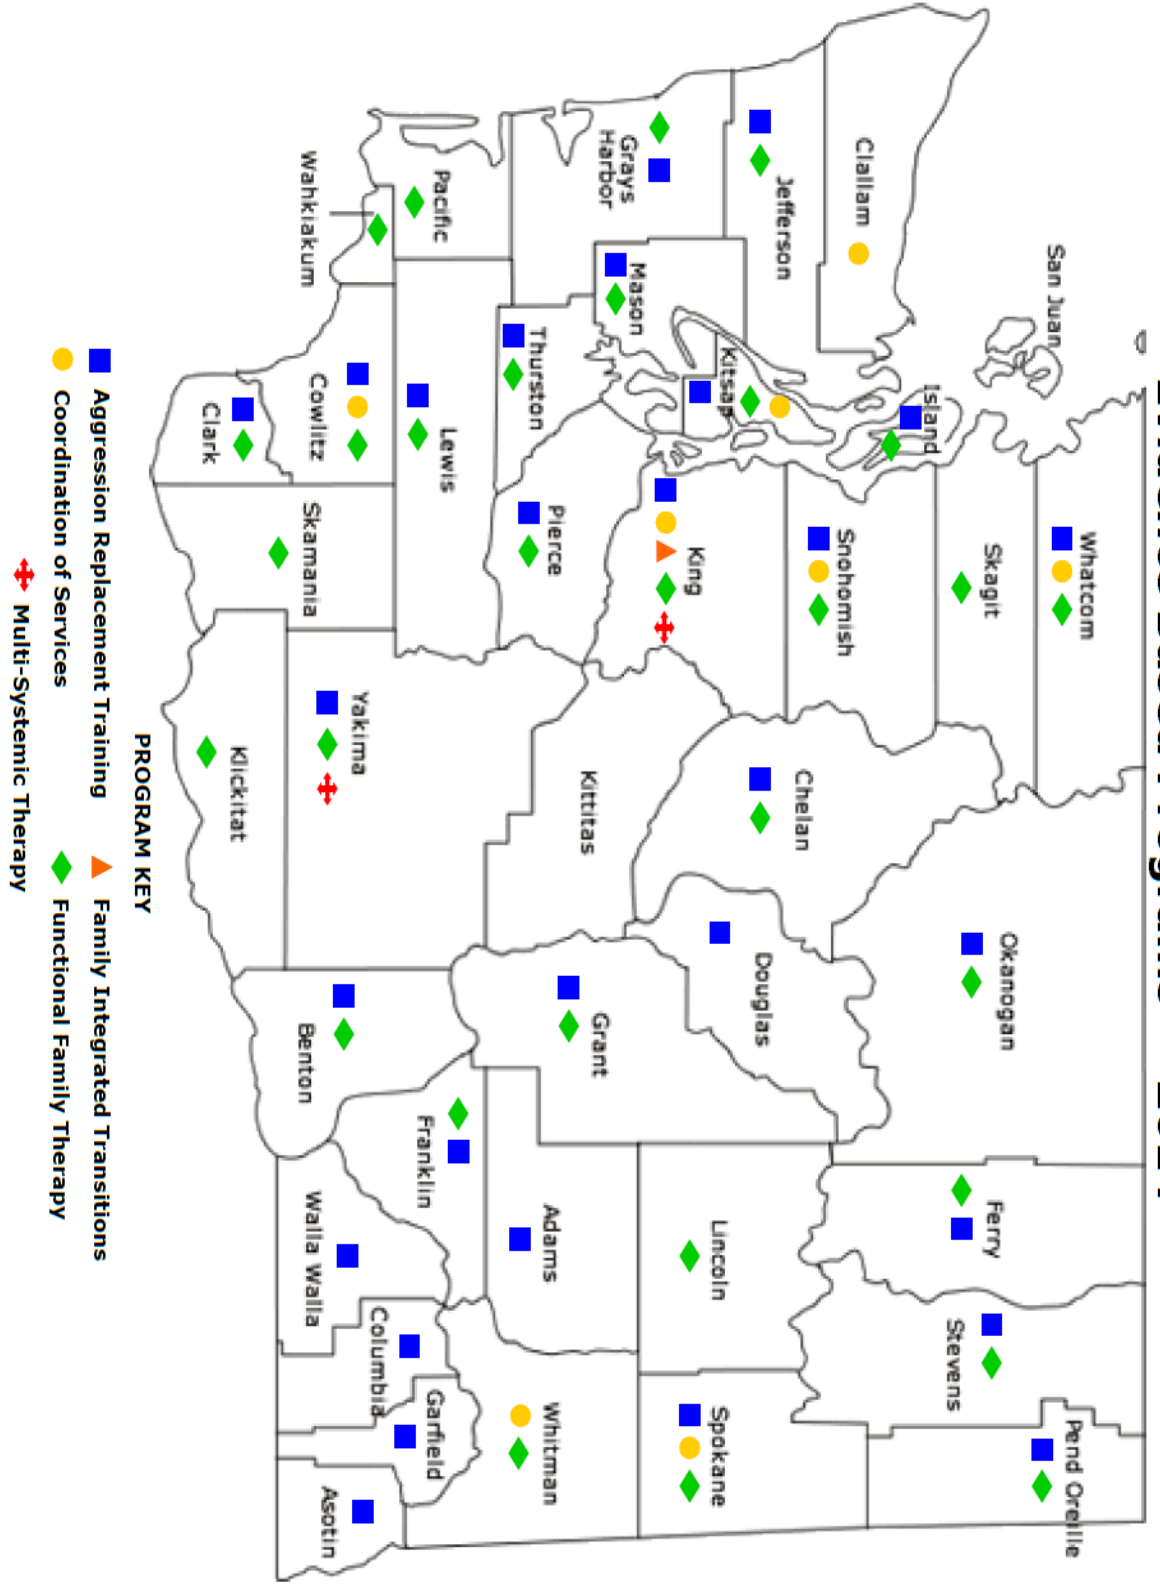 San Juan
Whatcom
Skagit
Island
Clallam
Snohomish
Jefferson
Kitsap
King
Grays
Harbor
Mason
Thurston
Pierce
Pacific
Lewis
Wahkiakum
Cowlitz
Clark
Skamania
Yakima
Klickitat
Kittitas
Chelan
Okanogan
Douglas
Grant
Benton
Franklin
Adams
Lincoln
Ferry
Stevens
Pend Oreille
Spokane
Whitman
Walla Walla
Columbia
Garfield
Asotin
PROGRAM KEY
Aggression Replacement Training Family Integrated Transitions
Coordination of Services Functional Family Therapy
Multi-Systemic Therapy